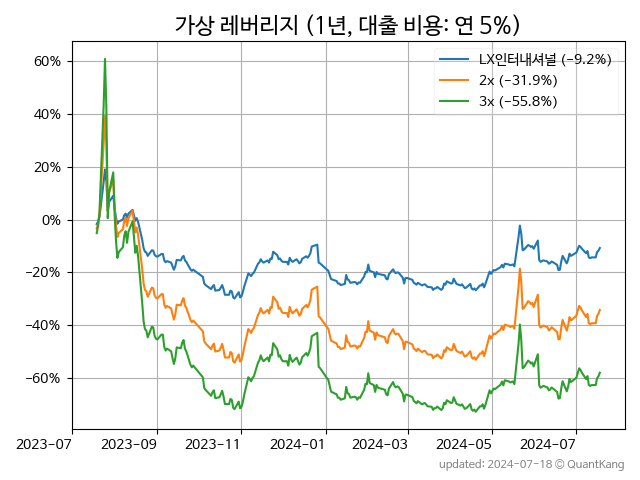 가상 레버리지 (1년, 대출 비용: 연 5%)
LX인터내셔널 (−9.2%)
2x (−31.9%)
3x (−55.8%)
60%
40%
20%
0%
−20%
−40%
−60%
2023-07 2023-09 2023-11 2024-01 2024-03 2024-05 2024-07
updated: 2024-07-18 © QuantKang